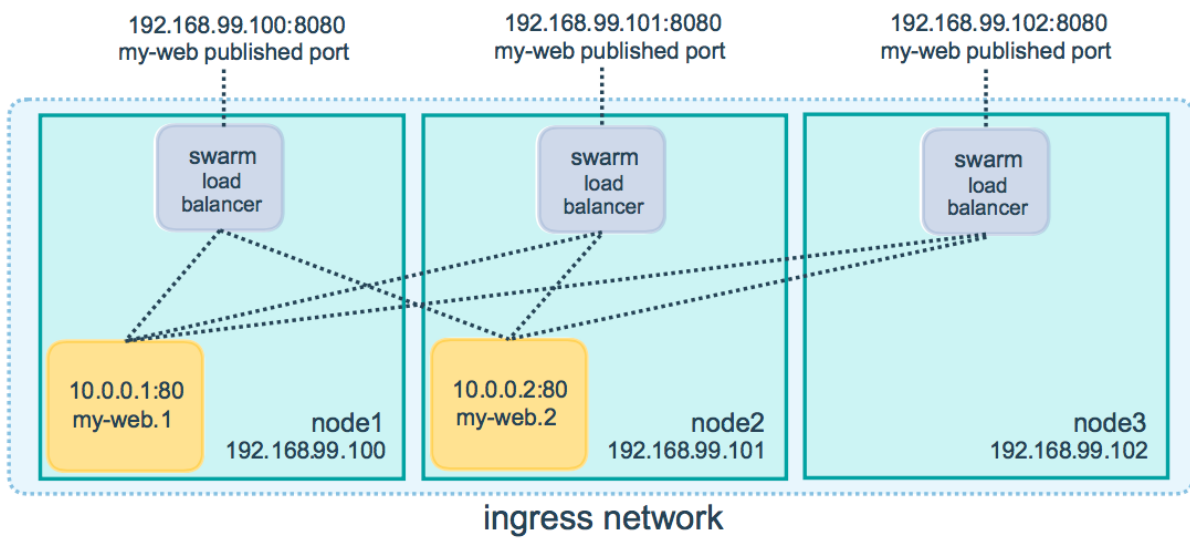 192.168.99.100:8080
my-web published port
192.168.99.101:8080
my-web published port
192.168.99.102:8080
my-web published port
swarm
load
balancer
swarm
load
balancer
swarm
load
balancer
10.0.0.1:80
my-web.1
node1
192.168.99.100
10.0.0.2:80
my-web.2
node2
192.168.99.101
node3
192.168.99.102
ingress network